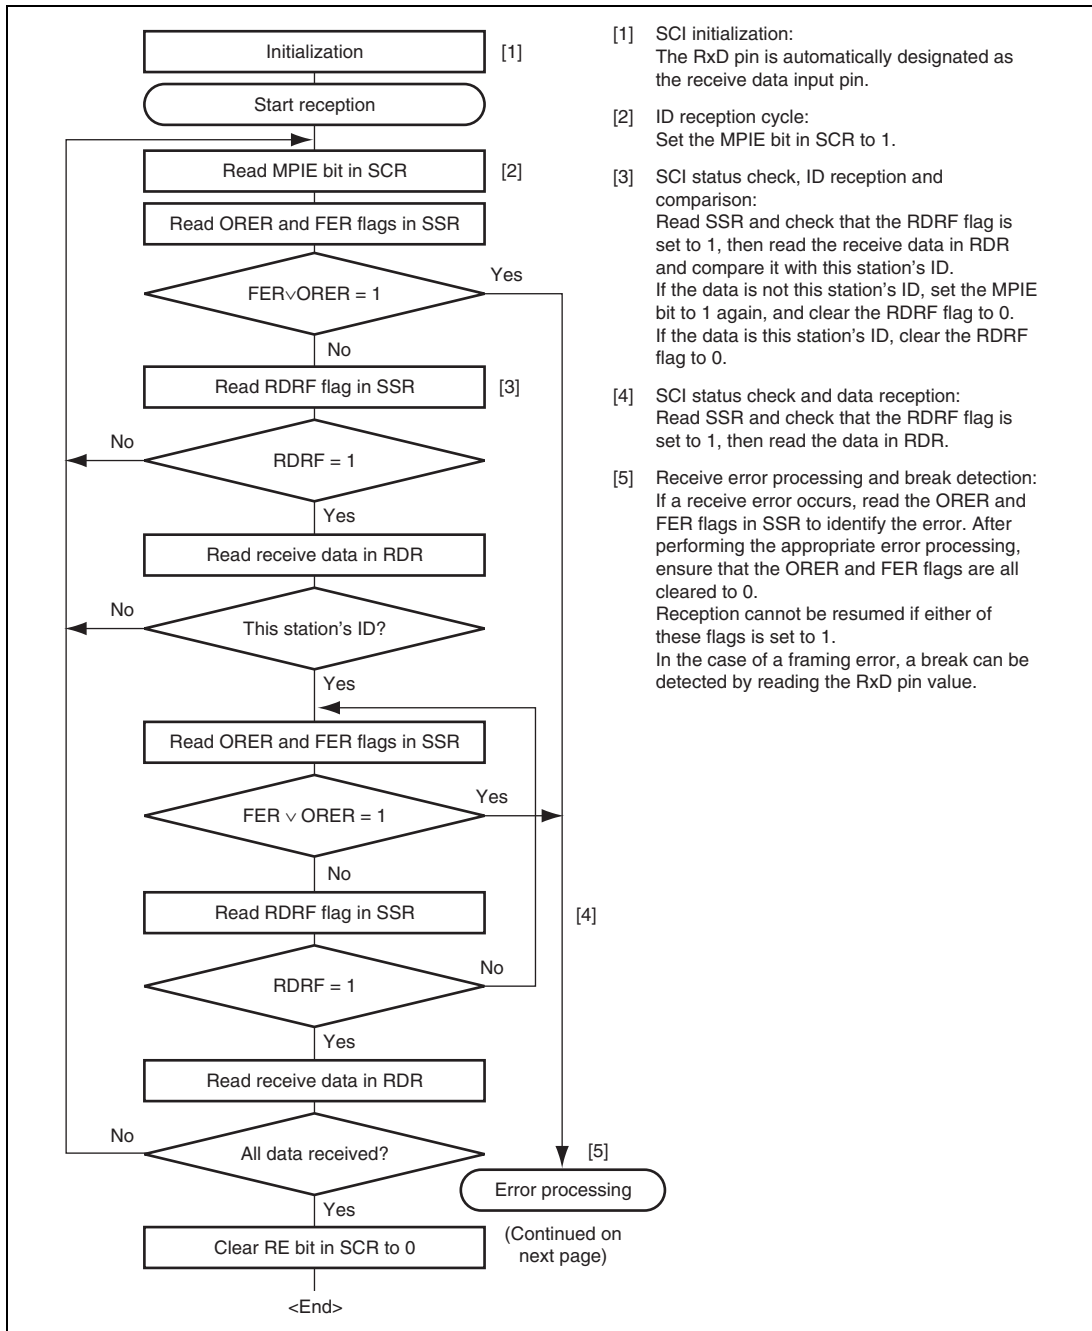 Initialization
[1]
Start reception
Read MPIE bit in SCR
[2]
Read ORER and FER flags in SSR
FER∨ORER = 1
Yes
No
Read RDRF flag in SSR
[3]
No
RDRF = 1
Yes
Read receive data in RDR
No
This station's ID?
Yes
Read ORER and FER flags in SSR
FER ∨ ORER = 1
Yes
No
Read RDRF flag in SSR
[4]
RDRF = 1
No
Yes
Read receive data in RDR
No
All data received?
[5]
Error processing
Yes
(Continued on
next page)
Clear RE bit in SCR to 0
<End>
[1] SCI initialization:
The RxD pin is automatically designated as
the receive data input pin.
[2] ID reception cycle:
Set the MPIE bit in SCR to 1.
[3] SCI status check, ID reception and
comparison:
Read SSR and check that the RDRF flag is
set to 1, then read the receive data in RDR
and compare it with this station's ID.
If the data is not this station's ID, set the MPIE
bit to 1 again, and clear the RDRF flag to 0.
If the data is this station's ID, clear the RDRF
flag to 0.
[4] SCI status check and data reception:
Read SSR and check that the RDRF flag is
set to 1, then read the data in RDR.
[5] Receive error processing and break detection:
If a receive error occurs, read the ORER and
FER flags in SSR to identify the error. After
performing the appropriate error processing,
ensure that the ORER and FER flags are all
cleared to 0.
Reception cannot be resumed if either of
these flags is set to 1.
In the case of a framing error, a break can be
detected by reading the RxD pin value.